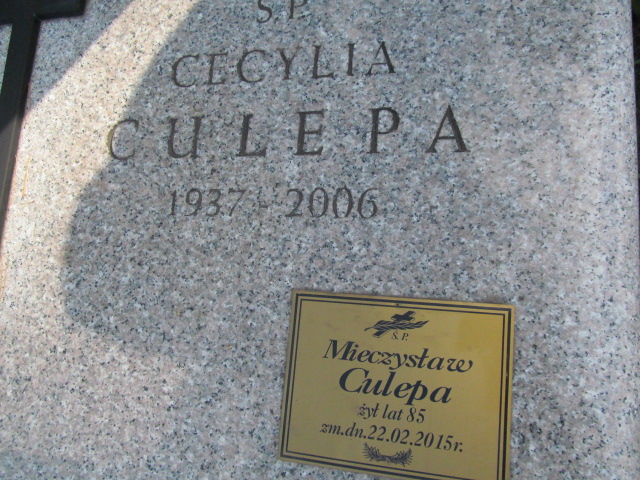 Ś.P.
CECYLIA
CULEPA
1937 - 2006
Ś.P.
Mieczysław
Culepa
żył lat 85
zm.dn.22.02.2015r.